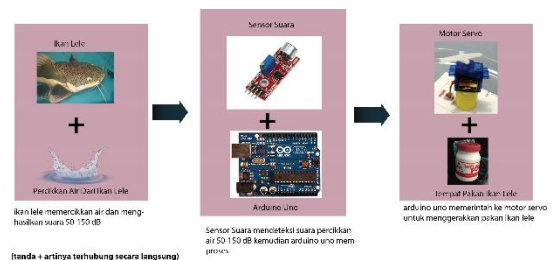 Ikan Lele
+
Percikkan Air Dari Ikan Lele
ikan lele memercikkan air dan meng-
hasilkan suara 50-150 dB
(tanda + artinya terhubung secara langsung)
Sensor Suara
+
Arduino Uno
Sensor Suara mendeteksi suara percikkan
air 50-150 dB kemudian arduino uno mem-
proses
Motor Servo
+
Tempat Pakan Ikan Lele
arduino uno memerintah ke motor servo
untuk menggerakkan pakan ikan lele